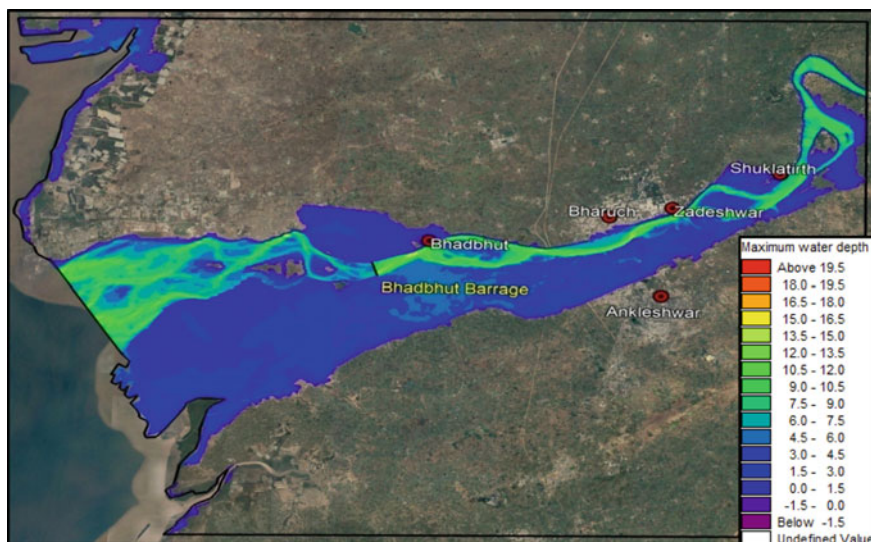 Shuklatirth
Bharuch
Zadeshwar
Bhadbhut
Bhadbhut Barrage
Ankleshwar
Maximum water depth
Above 19.5
18.0 - 19.5
16.5 - 18.0
15.0 - 16.5
13.5 - 15.0
12.0 - 13.5
10.5 - 12.0
9.0 - 10.5
7.5 - 9.0
6.0 - 7.5
4.5 - 6.0
3.0 - 4.5
1.5 - 3.0
0.0 - 1.5
-1.5 - 0.0
Below -1.5
Undefined Value